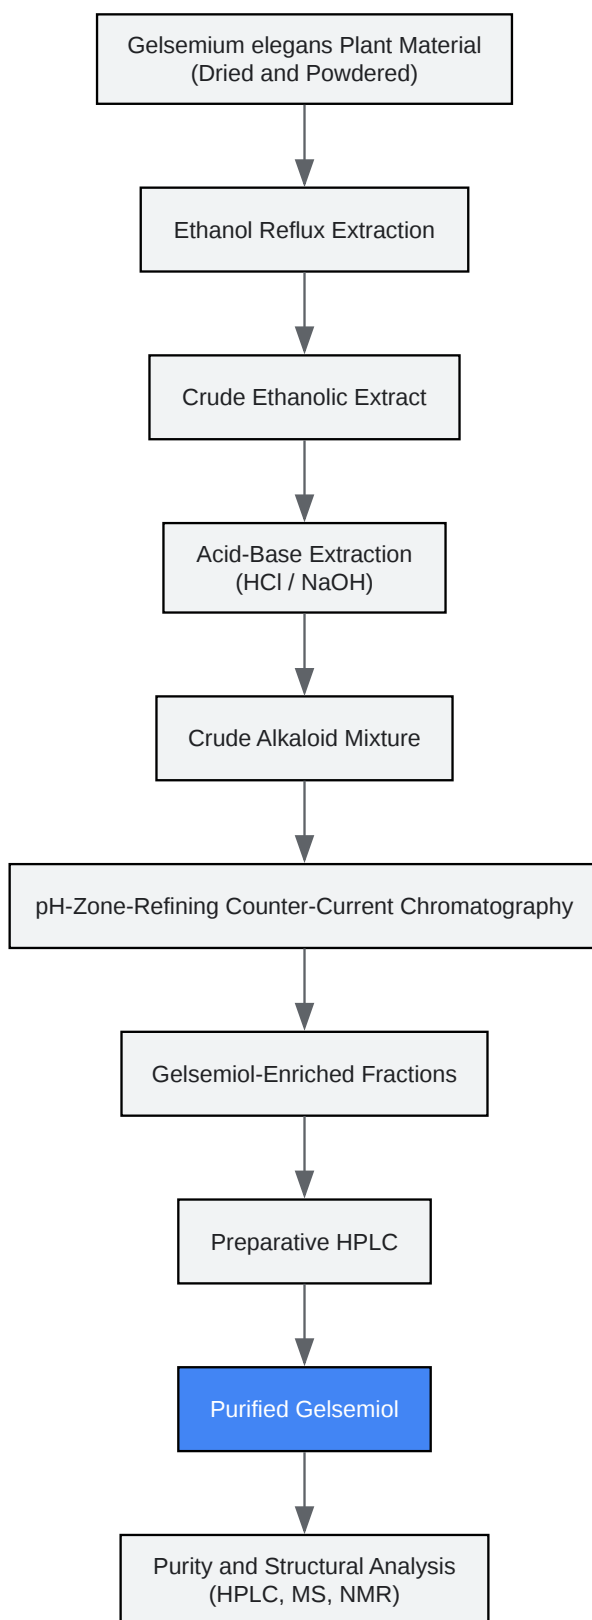 Gelsemium elegans Plant Material
(Dried and Powdered)
Ethanol Reflux Extraction
Crude Ethanolic Extract
Acid-Base Extraction
(HCl / NaOH)
Crude Alkaloid Mixture
pH-Zone-Refining Counter-Current Chromatography
Gelsemiol-Enriched Fractions
Preparative HPLC
Purified Gelsemiol
Purity and Structural Analysis
(HPLC, MS, NMR)